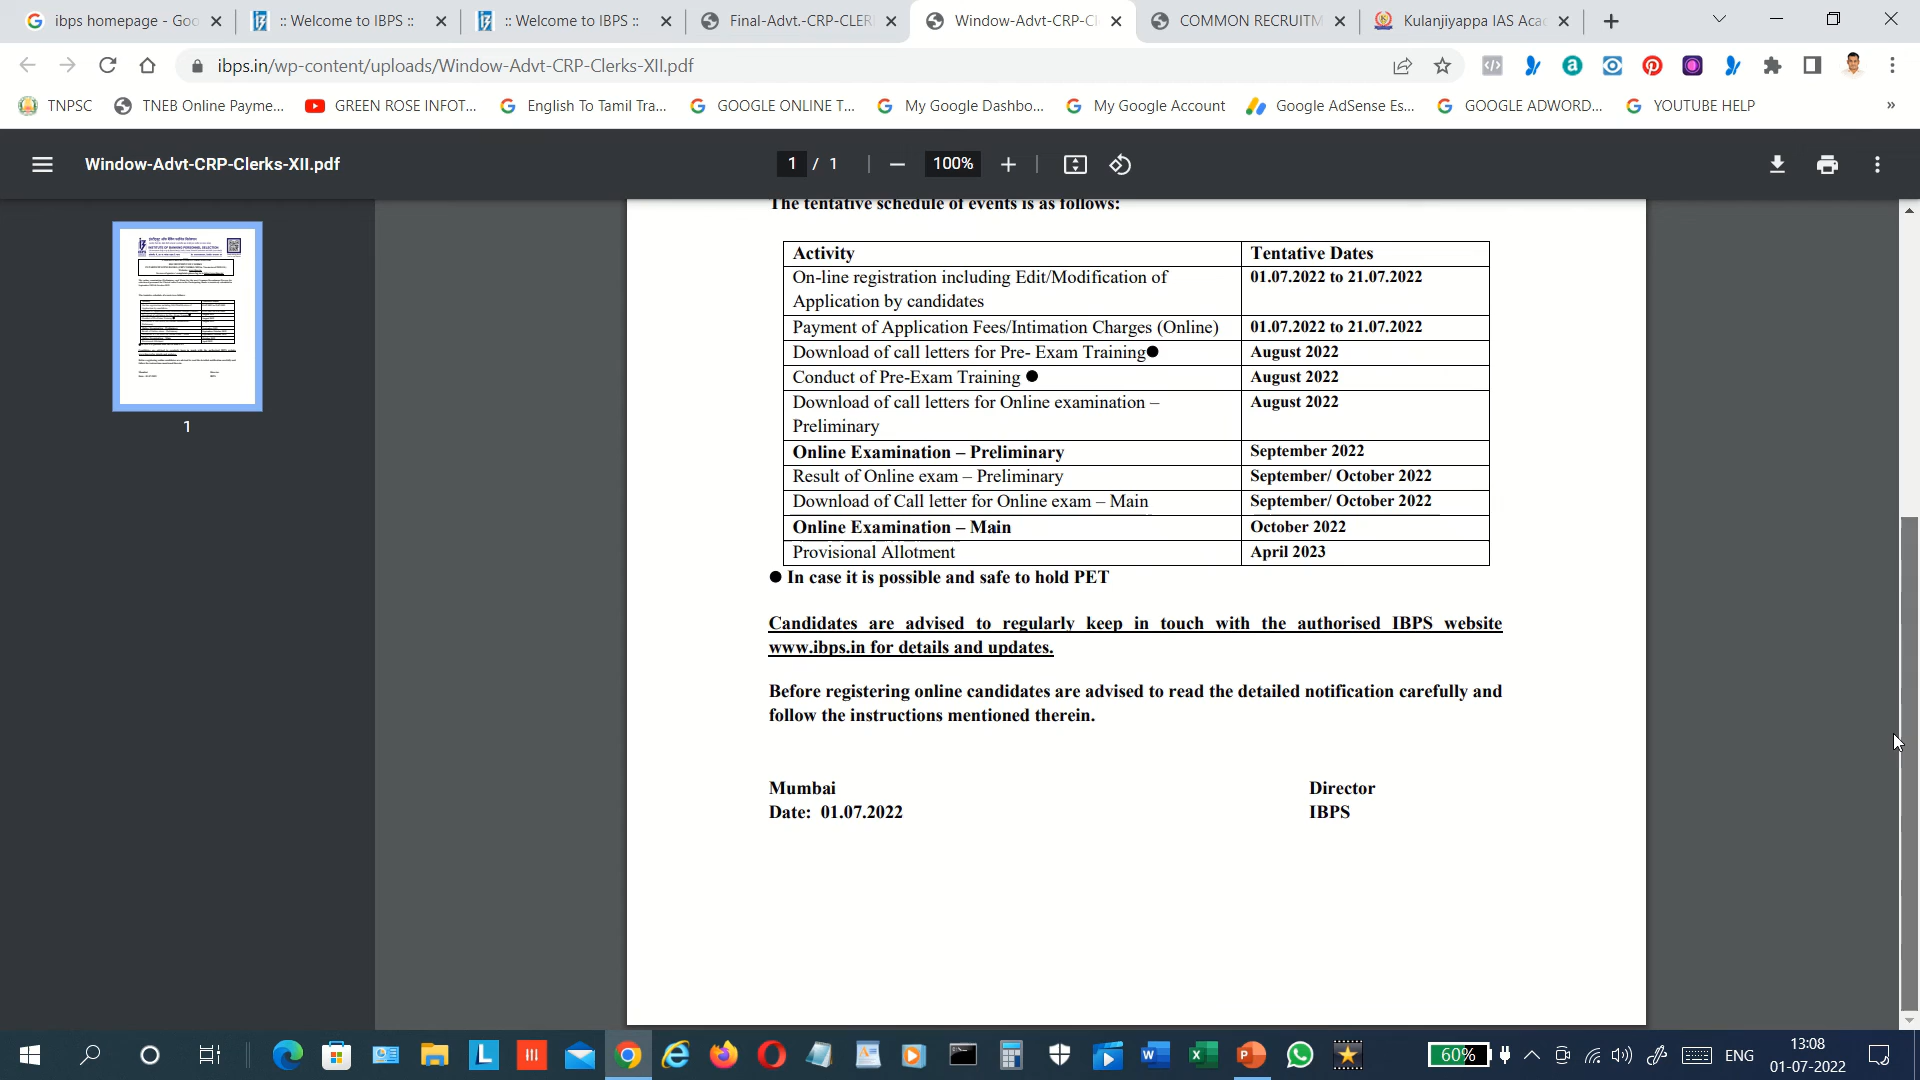 ibps homepage - Goo
:: Welcome to IBPS ::
:: Welcome to IBPS ::
Final-Advt.-CRP-CLER
Window-Advt-CRP-Cl
COMMON RECRUITM
Kulanjiyappa IAS Aca
ibps.in/wp-content/uploads/Window-Advt-CRP-Clerks-XII.pdf
TNPSC
TNEB Online Payme...
GREEN ROSE INFOT...
English To Tamil Tra...
GOOGLE ONLINE T...
My Google Dashbo...
My Google Account
Google AdSense Es...
GOOGLE ADWORD...
YOUTUBE HELP
»
Window-Advt-CRP-Clerks-XII.pdf
1 / 1
100%
1
The tentative schedule of events is as follows:
Activity Tentative Dates
On-line registration including Edit/Modification of 01.07.2022 to 21.07.2022
Application by candidates
Payment of Application Fees/Intimation Charges (Online) 01.07.2022 to 21.07.2022
Download of call letters for Pre- Exam Training● August 2022
Conduct of Pre-Exam Training ● August 2022
Download of call letters for Online examination – August 2022
Preliminary
Online Examination – Preliminary September 2022
Result of Online exam – Preliminary September/ October 2022
Download of Call letter for Online exam – Main September/ October 2022
Online Examination – Main October 2022
Provisional Allotment April 2023
● In case it is possible and safe to hold PET
Candidates are advised to regularly keep in touch with the authorised IBPS website
www.ibps.in for details and updates.
Before registering online candidates are advised to read the detailed notification carefully and
follow the instructions mentioned therein.
Mumbai Director
Date: 01.07.2022 IBPS
60%
ENG
13:08
01-07-2022